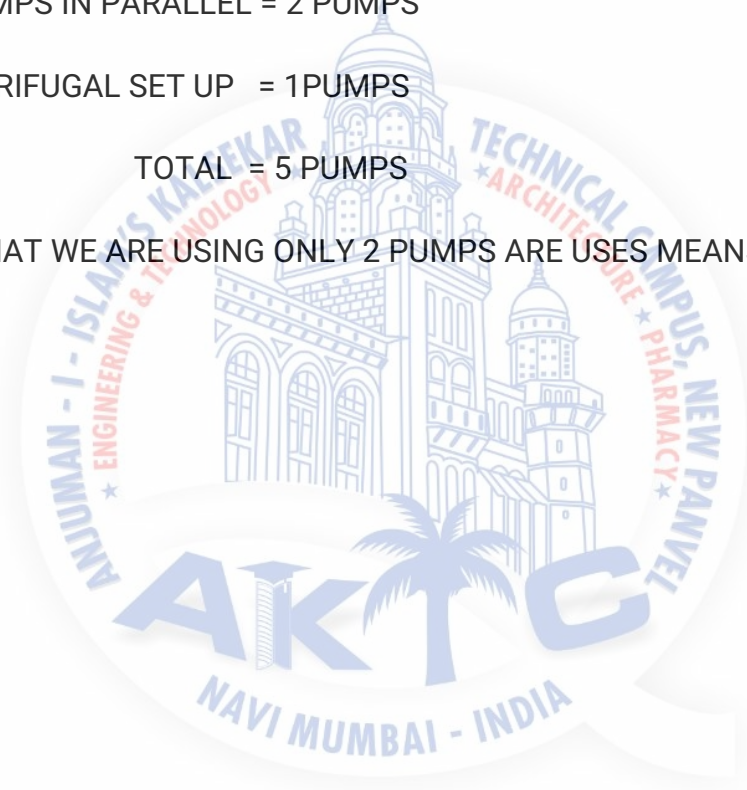 MPS IN PARALLEL = 2 PUMPS
RIFUGAL SET UP = 1PUMPS
TOTAL = 5 PUMPS
AT WE ARE USING ONLY 2 PUMPS ARE USES MEAN
ANJUMAN - I - ISLAM'S KALSEKAR TECHNICAL CAMPUS, NEW PANVEL
★ ENGINEERING & TECHNOLOGY ★ ARCHITECTURE ★ PHARMACY ★
AKTC
NAVI MUMBAI - INDIA